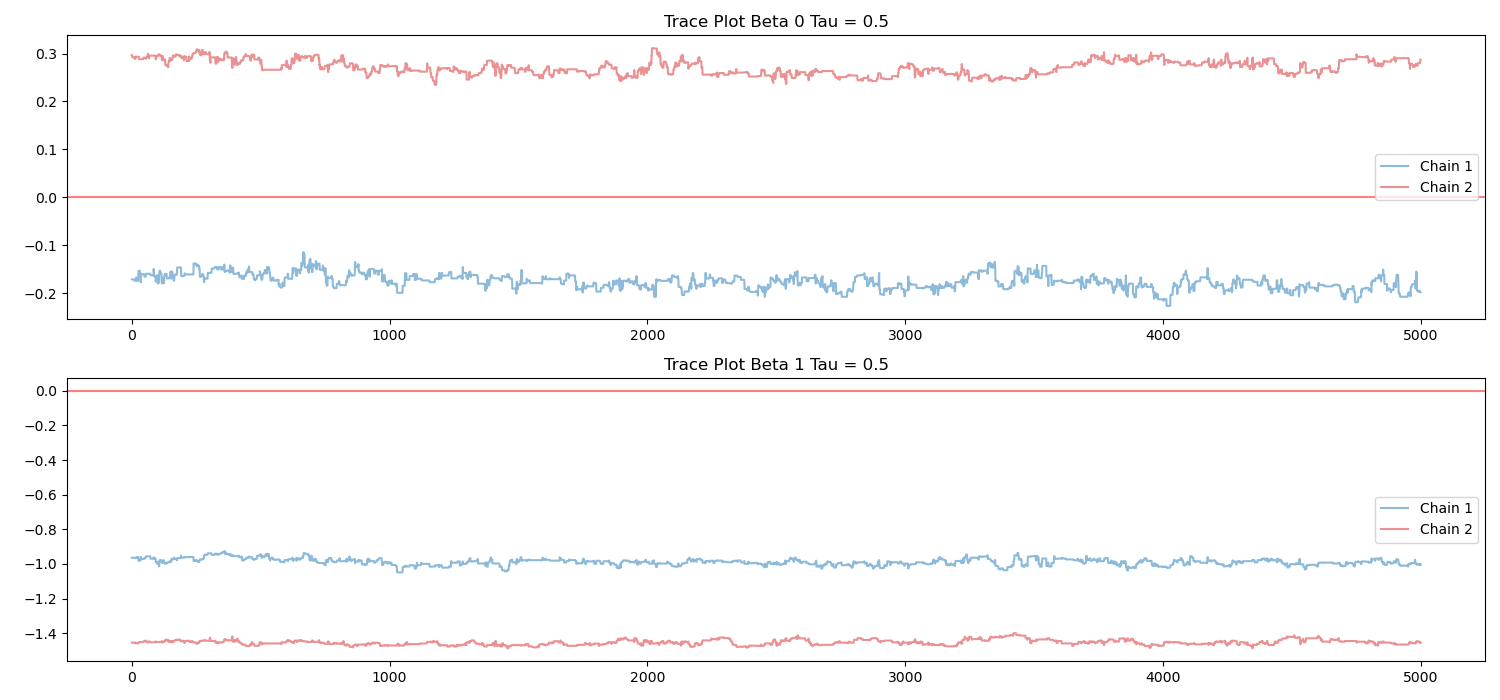 Trace Plot Beta 0 Tau = 0.5
0.3
0.2
0.1
0.0
−0.1
−0.2
Chain 1
Chain 2
0 1000 2000 3000 4000 5000
Trace Plot Beta 1 Tau = 0.5
0.0
−0.2
−0.4
−0.6
−0.8
−1.0
−1.2
−1.4
Chain 1
Chain 2
0 1000 2000 3000 4000 5000